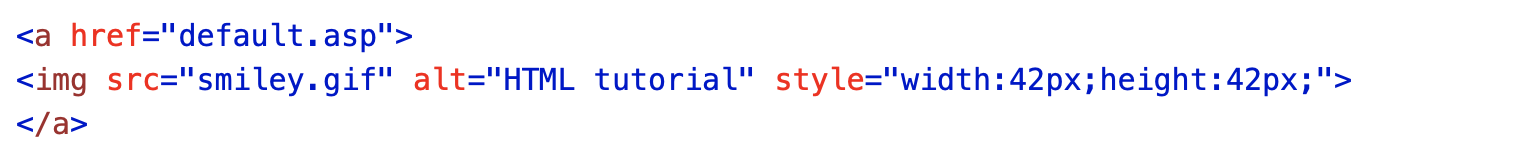 <a href="default.asp">
<img src="smiley.gif" alt="HTML tutorial" style="width:42px;height:42px;">
</a>